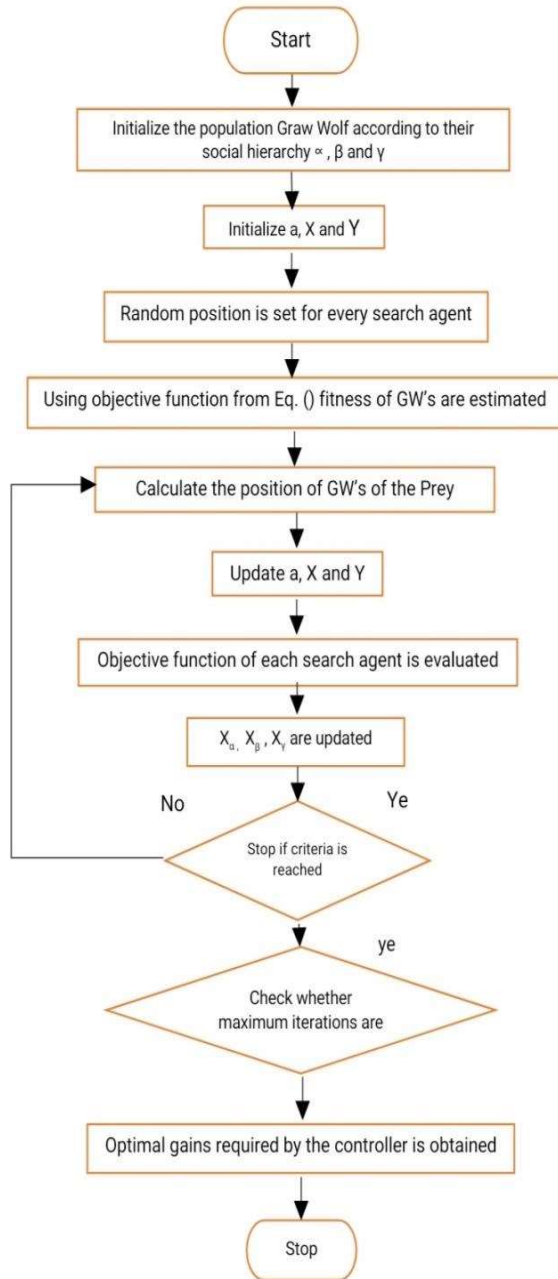 Start
Initialize the population Graw Wolf according to their
social hierarchy ∝ , β and γ
Initialize a, X and Y
Random position is set for every search agent
Using objective function from Eq. () fitness of GW's are estimated
Calculate the position of GW's of the Prey
Update a, X and Y
Objective function of each search agent is evaluated
Xα, Xβ , Xγ are updated
No
Ye
Stop if criteria is
reached
ye
Check whether
maximum iterations are
Optimal gains required by the controller is obtained
Stop